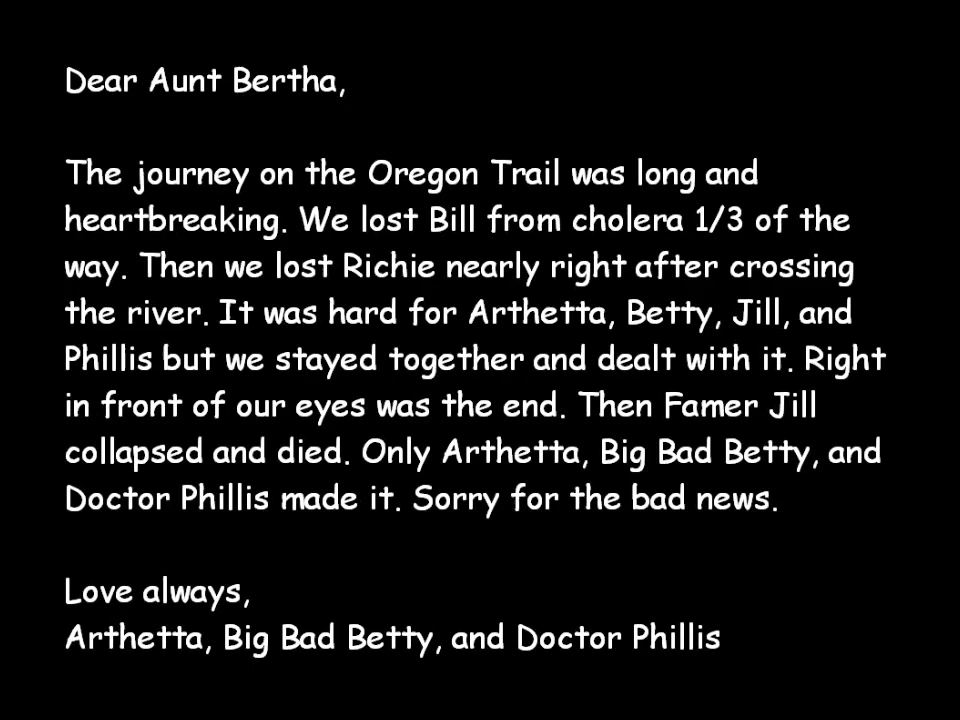 Dear Aunt Bertha,
The journey on the Oregon Trail was long and
heartbreaking. We lost Bill from cholera 1/3 of the
way. Then we lost Richie nearly right after crossing
the river. It was hard for Arthetta, Betty, Jill, and
Phillis but we stayed together and dealt with it. Right
in front of our eyes was the end. Then Famer Jill
collapsed and died. Only Arthetta, Big Bad Betty, and
Doctor Phillis made it. Sorry for the bad news.
Love always,
Arthetta, Big Bad Betty, and Doctor Phillis